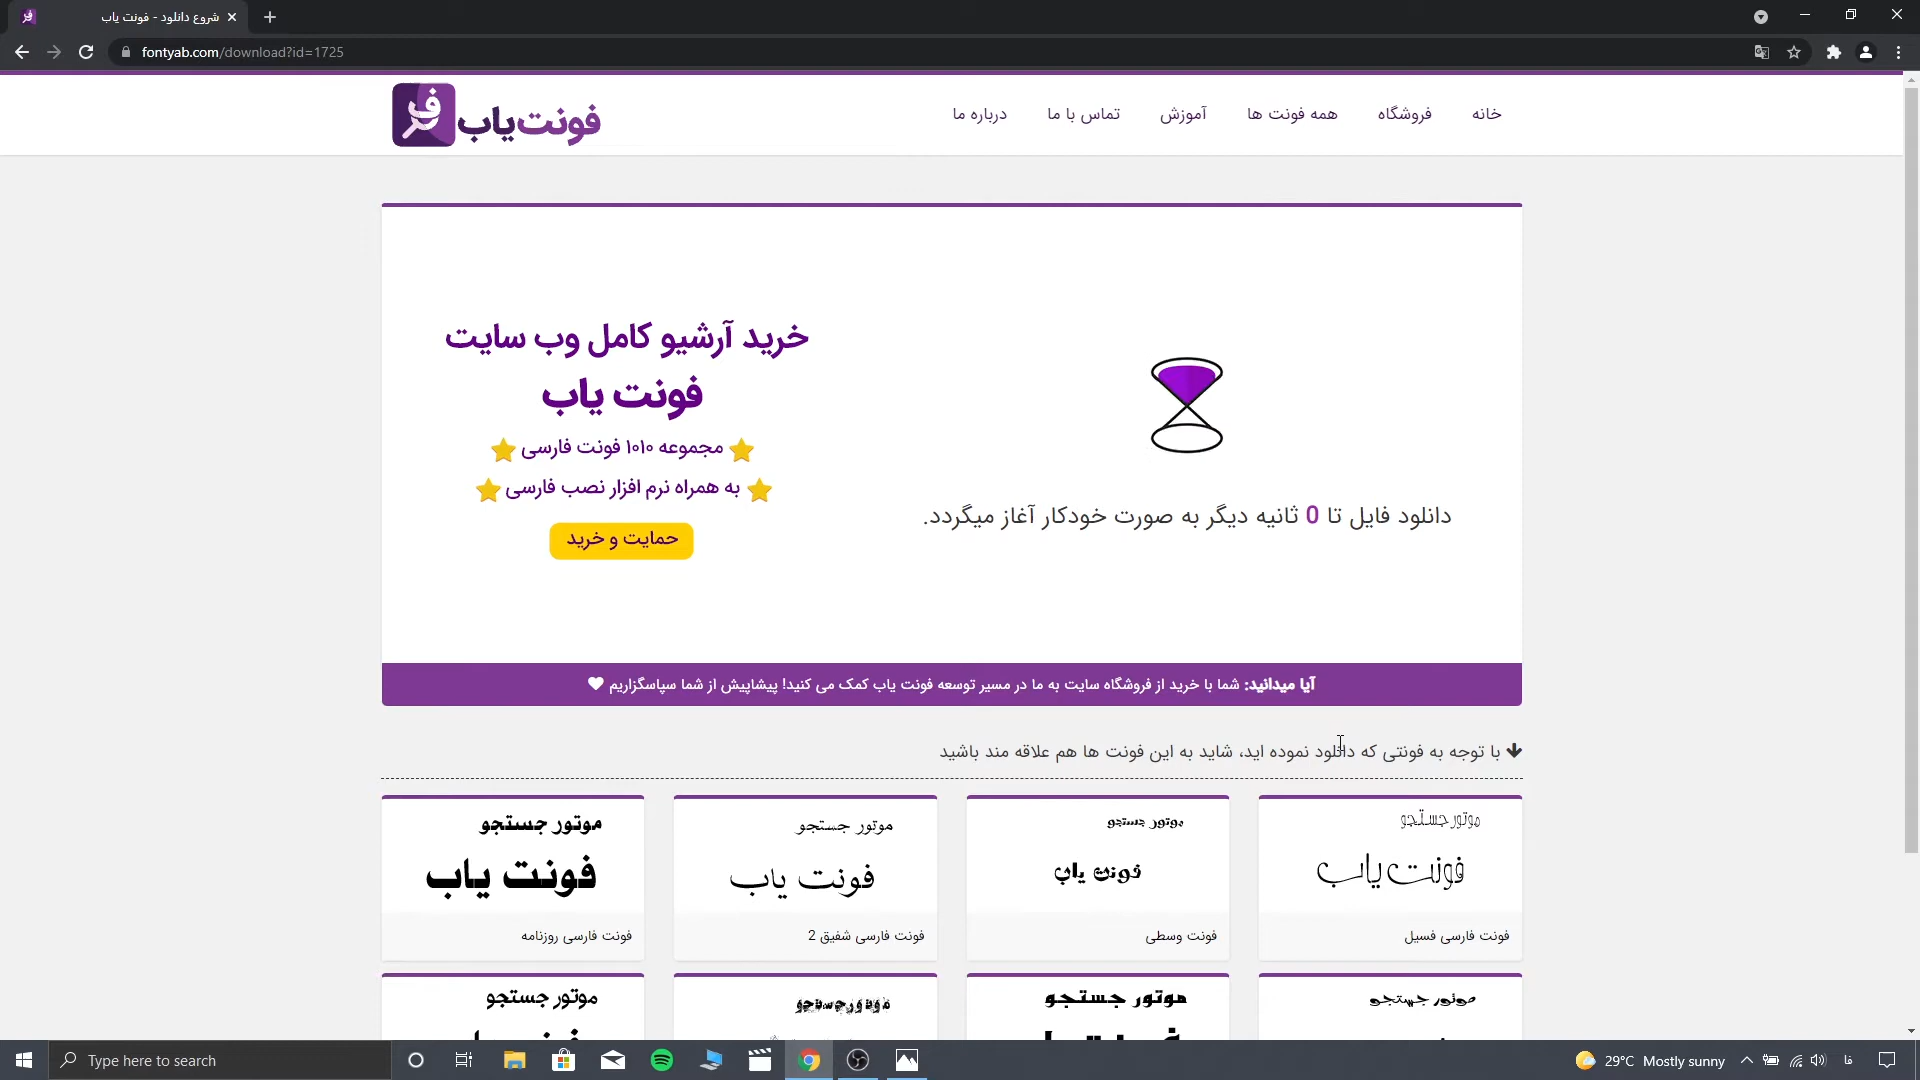 شروع دانلود - فونت یاب
fontyab.com/download?id=1725
فونت‌یاب
خانه
فروشگاه
همه فونت ها
آموزش
تماس با ما
درباره ما
دانلود فایل تا 0 ثانیه دیگر به صورت خودکار آغاز میگردد.
خرید آرشیو کامل وب سایت
فونت یاب
مجموعه ۱۰۱۰ فونت فارسی
به همراه نرم افزار نصب فارسی
حمایت و خرید
آیا میدانید: شما با خرید از فروشگاه سایت به ما در مسیر توسعه فونت یاب کمک می کنید! پیشاپیش از شما سپاسگزاریم
با توجه به فونتی که دانلود نموده اید، شاید به این فونت ها هم علاقه مند باشید
موتور جستجو
فونت یاب
فونت فارسی فسیل
موتور جستجو
فونت یاب
فونت وسطی
موتور جستجو
فونت یاب
فونت فارسی شفیق 2
موتور جستجو
فونت یاب
فونت فارسی روزنامه
موتور جستجو
موتور جستجو
موتور جستجو
موتور جستجو
Type here to search
29°C Mostly sunny
فا